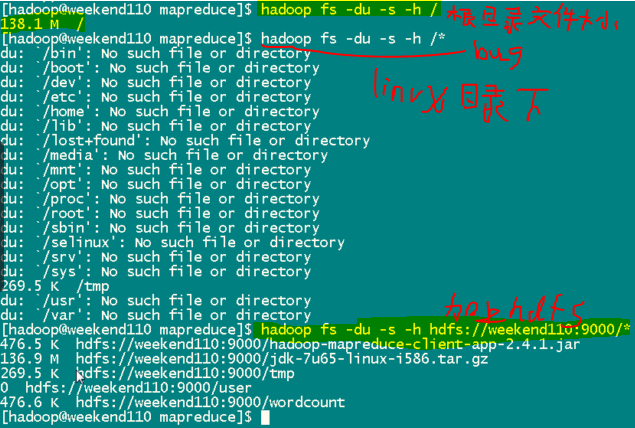 [hadoop@weekend110 mapreduce]$ hadoop fs -du -s -h / 根目录文件大小
138.1 M  /
[hadoop@weekend110 mapreduce]$ hadoop fs -du -s -h /*
bug
du: `/bin': No such file or directory
du: `/boot': No such file or directory
linux目录下
du: `/dev': No such file or directory
du: `/etc': No such file or directory
du: `/home': No such file or directory
du: `/lib': No such file or directory
du: `/lost+found': No such file or directory
du: `/media': No such file or directory
du: `/mnt': No such file or directory
du: `/opt': No such file or directory
du: `/proc': No such file or directory
du: `/root': No such file or directory
du: `/sbin': No such file or directory
du: `/selinux': No such file or directory
du: `/srv': No such file or directory
du: `/sys': No such file or directory
269.5 K  /tmp
du: `/usr': No such file or directory
du: `/var': No such file or directory
加上hdfs
[hadoop@weekend110 mapreduce]$ hadoop fs -du -s -h hdfs://weekend110:9000/*
476.5 K  hdfs://weekend110:9000/hadoop-mapreduce-client-app-2.4.1.jar
136.9 M  hdfs://weekend110:9000/jdk-7u65-linux-i586.tar.gz
269.5 K  hdfs://weekend110:9000/tmp
0  hdfs://weekend110:9000/user
476.6 K  hdfs://weekend110:9000/wordcount
[hadoop@weekend110 mapreduce]$